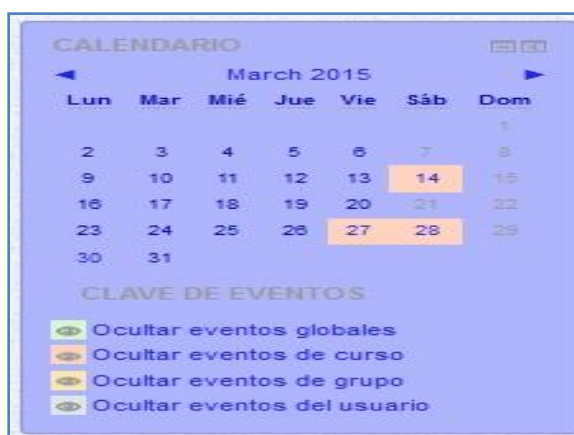 CALENDARIO
◄ March 2015 ►
Lun Mar Mié Jue Vie Sáb Dom
1
2 3 4 5 6 7 8
9 10 11 12 13 14 15
16 17 18 19 20 21 22
23 24 25 26 27 28 29
30 31
CLAVE DE EVENTOS
Ocultar eventos globales
Ocultar eventos de curso
Ocultar eventos de grupo
Ocultar eventos del usuario